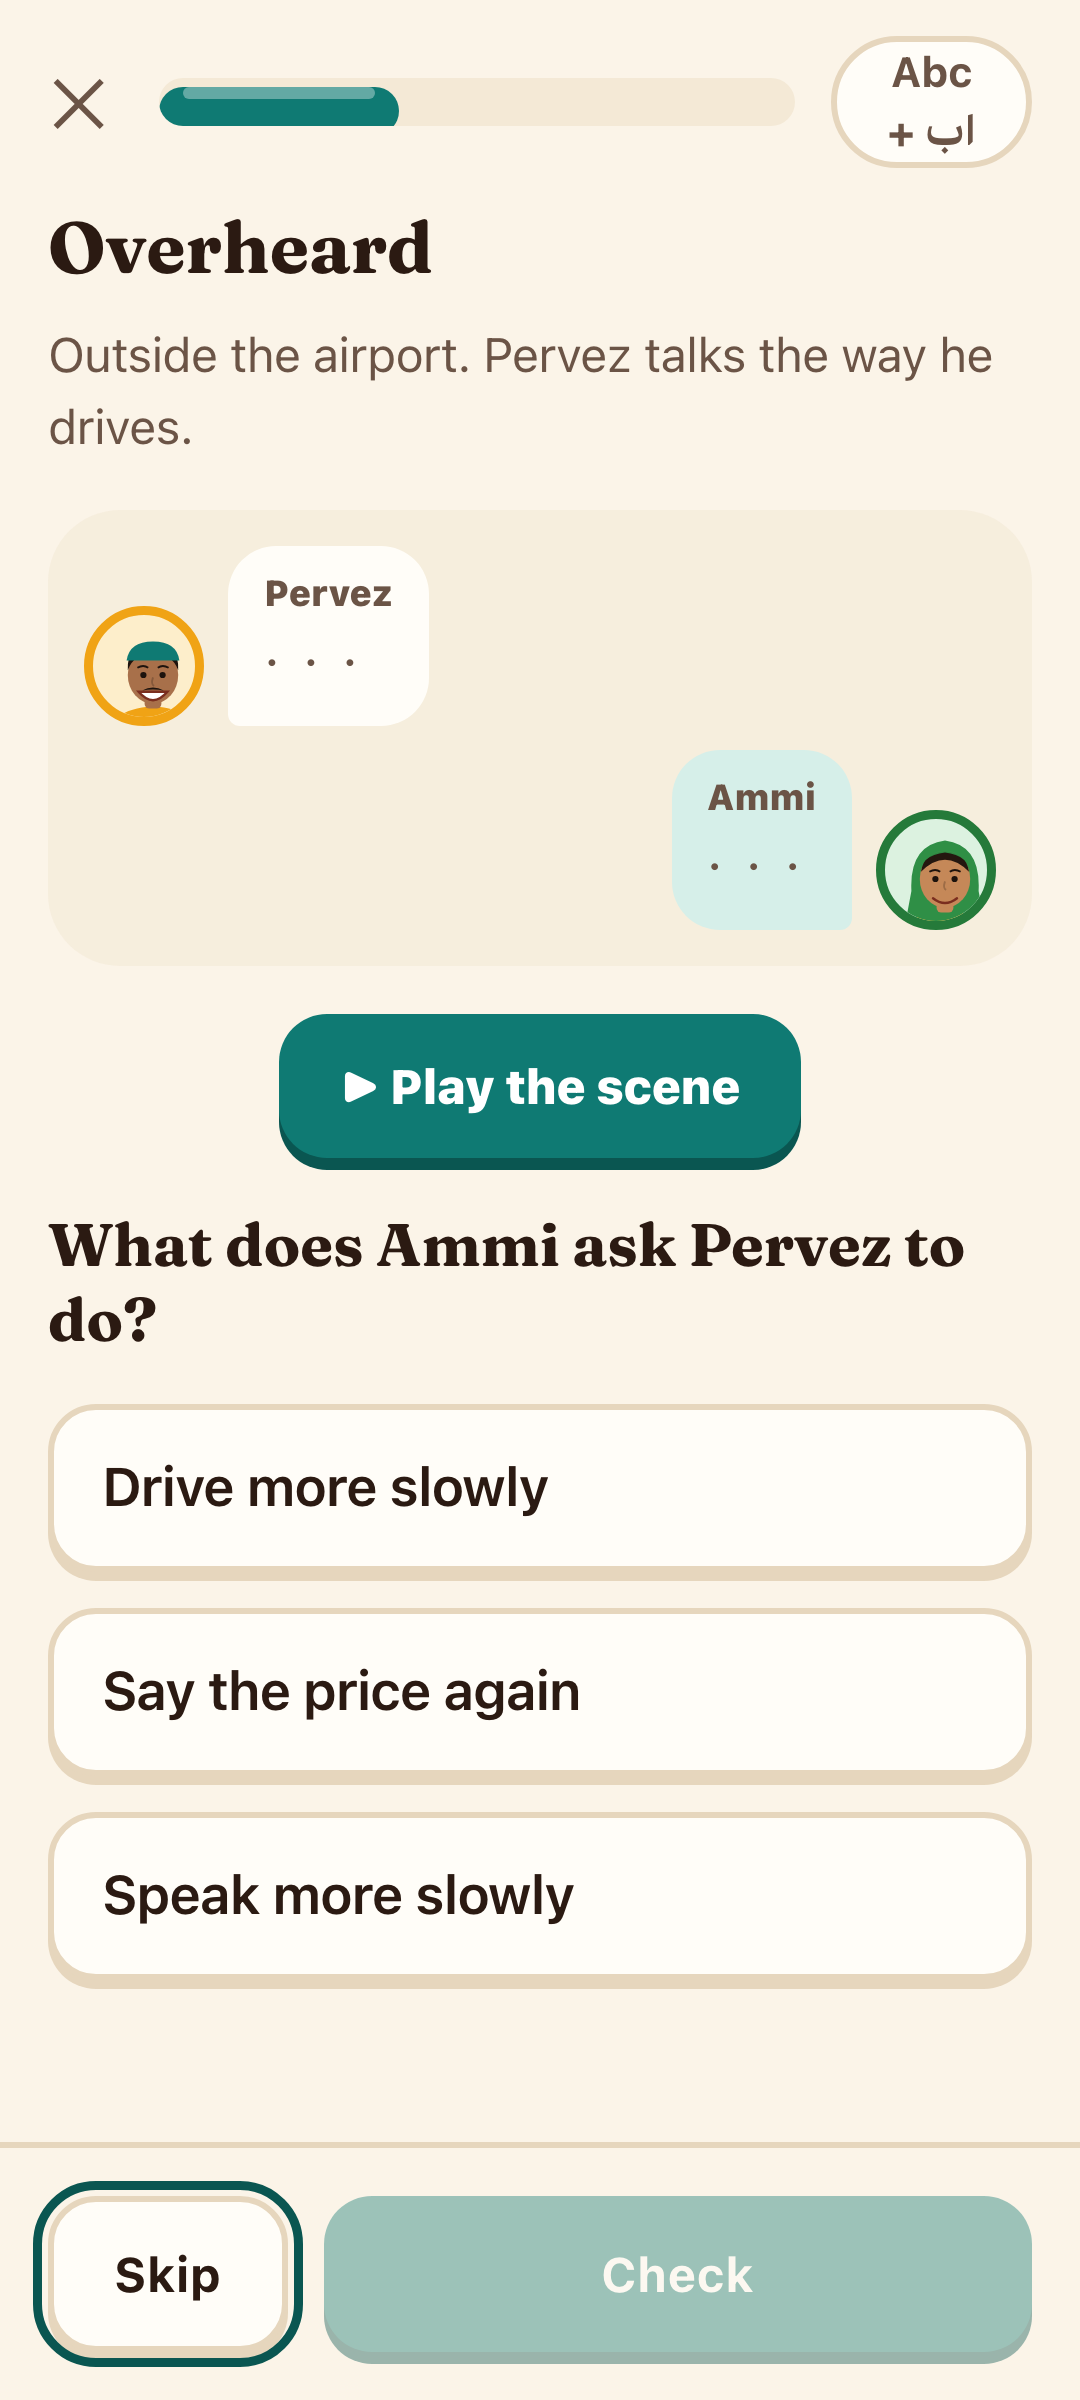 Abc
+ اب
Overheard
Outside the airport. Pervez talks the way he
drives.
Pervez
. . .
Ammi
. . .
▶ Play the scene
What does Ammi ask Pervez to
do?
Drive more slowly
Say the price again
Speak more slowly
Skip
Check